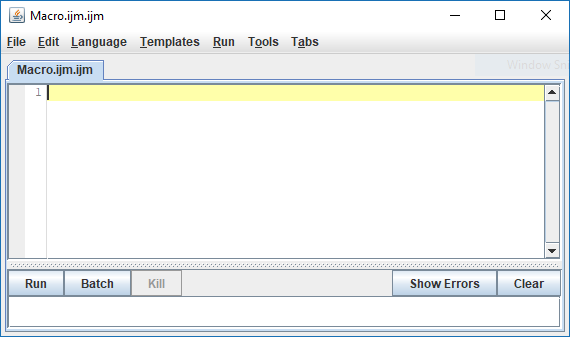 Macro.ijm.ijm
File Edit Language Templates Run Tools Tabs
Window Sni
Macro.ijm.ijm
1
Run Batch Kill Show Errors Clear